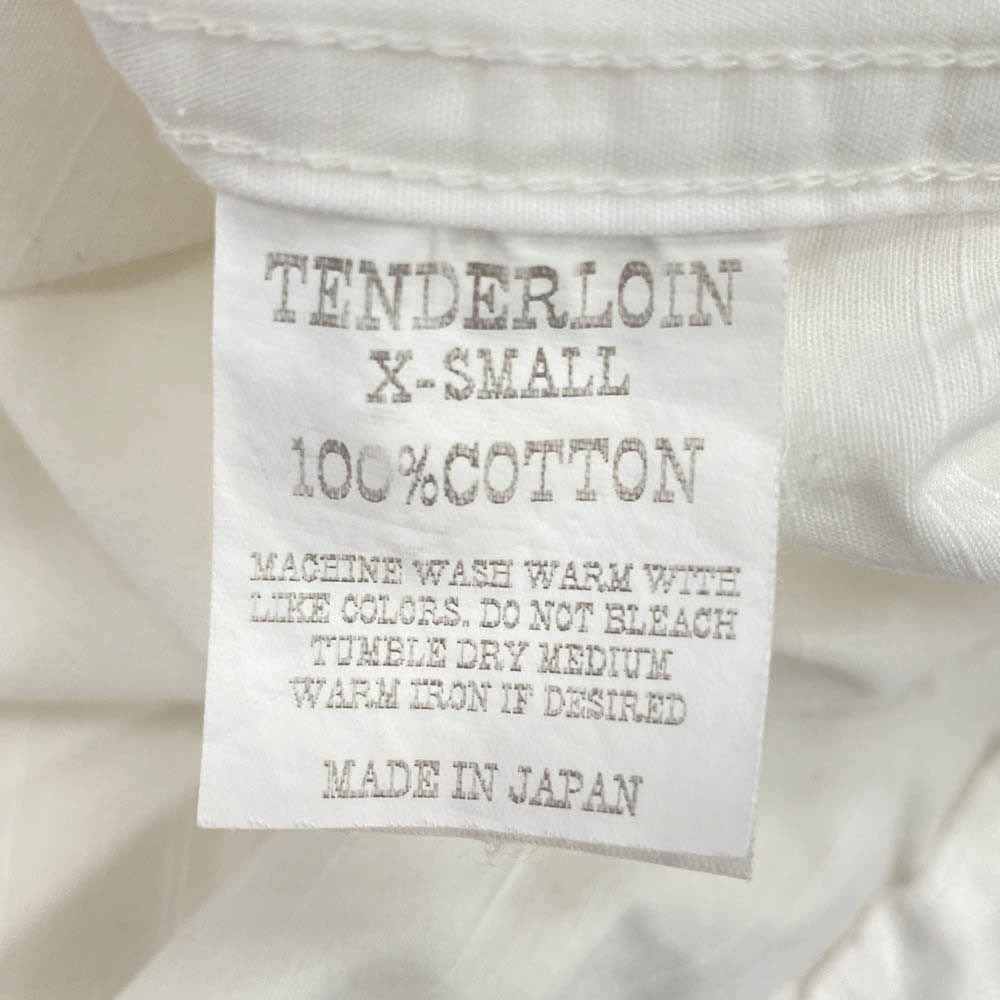 TENDERLOIN
X-SMALL
100%COTTON
MACHINE WASH WARM WITH
LIKE COLORS. DO NOT BLEACH
TUMBLE DRY MEDIUM
WARM IRON IF DESIRED
MADE IN JAPAN